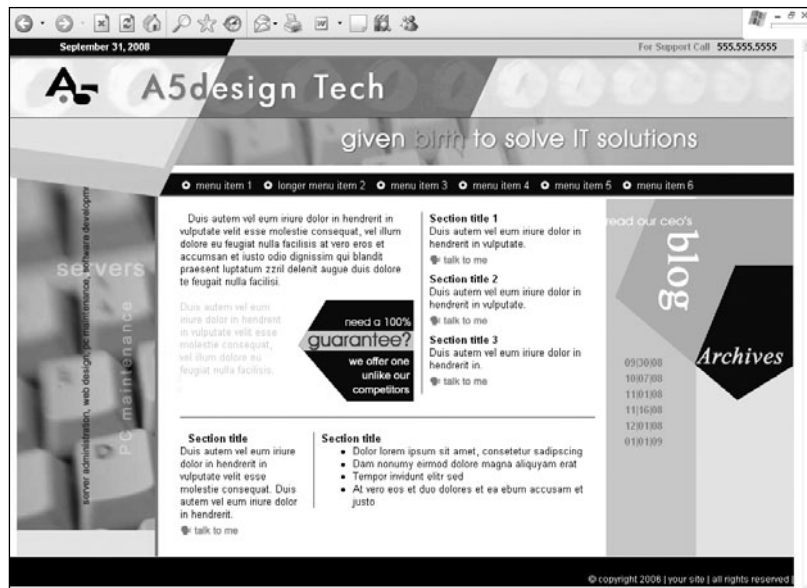 September 31, 2008
For Support Call 555.555.5555
A5
A5design Tech
given birth to solve IT solutions
menu item 1 longer menu item 2 menu item 3 menu item 4 menu item 5 menu item 6
servers
server administration, web design, pc maintenance, software developm
PC maintenance
Duis autem vel eum iriure dolor in hendrerit in
vulputate velit esse molestie consequat, vel illum
dolore eu feugiat nulla facilisis at vero eros et
accumsan et iusto odio dignissim qui blandit
praesent luptatum zzril delenit augue duis dolore
te feugait nulla facilisi.
Duis autem vel eum
iriure dolor in hendrerit
in vulputate velit esse
molestie consequat,
vel illum dolore eu
feugiat nulla facilisis.
need a 100%
guarantee?
we offer one
unlike our
competitors
Section title 1
Duis autem vel eum iriure dolor in
hendrerit in vulputate.
talk to me
Section title 2
Duis autem vel eum iriure dolor in
hendrerit in vulputate.
talk to me
Section title 3
Duis autem vel eum iriure dolor in
hendrerit in.
talk to me
read our ceo's
blog
Archives
09|30|08
10|07|08
11|01|08
11|16|08
12|01|08
01|01|09
Section title
Duis autem vel eum iriure
dolor in hendrerit in
vulputate velit esse
molestie consequat. Duis
autem vel eum iriure dolor
in hendrerit.
talk to me
Section title
• Dolor lorem ipsum sit amet, consetetur sadipscing
• Dam nonumy eirmod dolore magna aliquyam erat
• Tempor invidunt elitr sed
• At vero eos et duo dolores et ea ebum accusam et
justo
© copyright 2008 | your site | all rights reserved